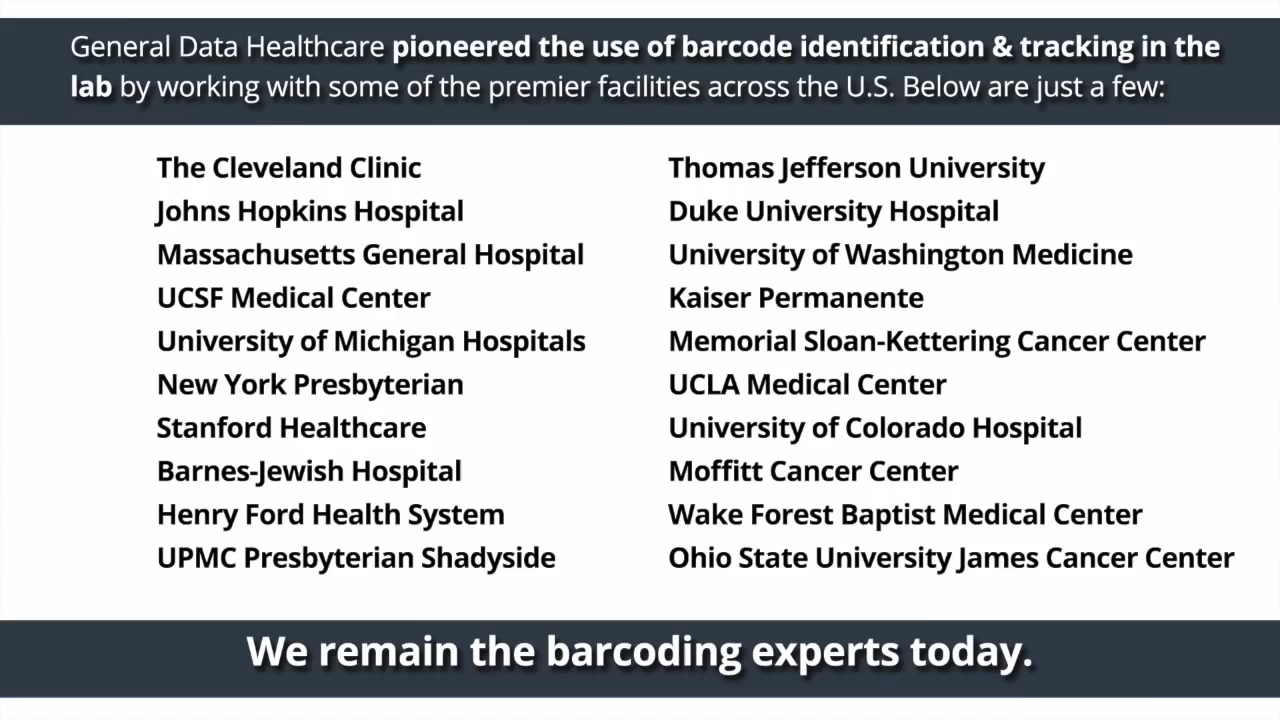 General Data Healthcare pioneered the use of barcode identification & tracking in the
lab by working with some of the premier facilities across the U.S. Below are just a few:
The Cleveland Clinic
Johns Hopkins Hospital
Massachusetts General Hospital
UCSF Medical Center
University of Michigan Hospitals
New York Presbyterian
Stanford Healthcare
Barnes-Jewish Hospital
Henry Ford Health System
UPMC Presbyterian Shadyside
Thomas Jefferson University
Duke University Hospital
University of Washington Medicine
Kaiser Permanente
Memorial Sloan-Kettering Cancer Center
UCLA Medical Center
University of Colorado Hospital
Moffitt Cancer Center
Wake Forest Baptist Medical Center
Ohio State University James Cancer Center
We remain the barcoding experts today.